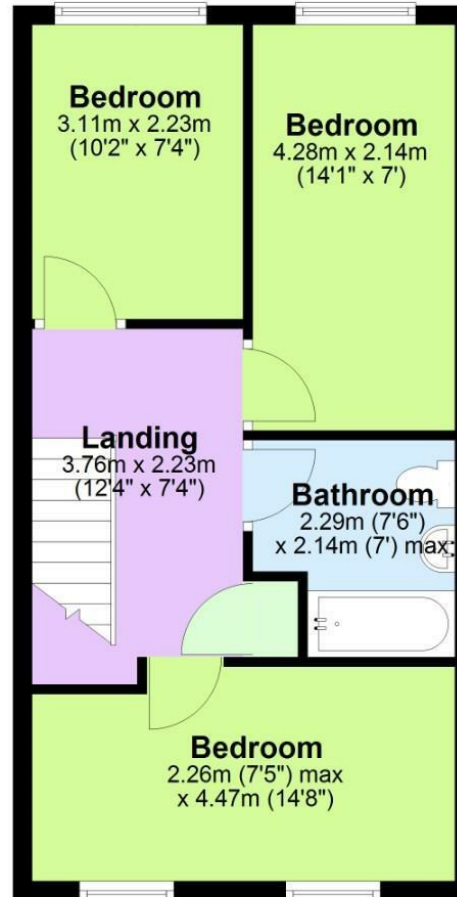 Bedroom
3.11m x 2.23m
(10'2" x 7'4")
Bedroom
4.28m x 2.14m
(14'1" x 7')
Landing
3.76m x 2.23m
(12'4" x 7'4")
Bathroom
2.29m (7'6")
x 2.14m (7') max
Bedroom
2.26m (7'5") max
x 4.47m (14'8")